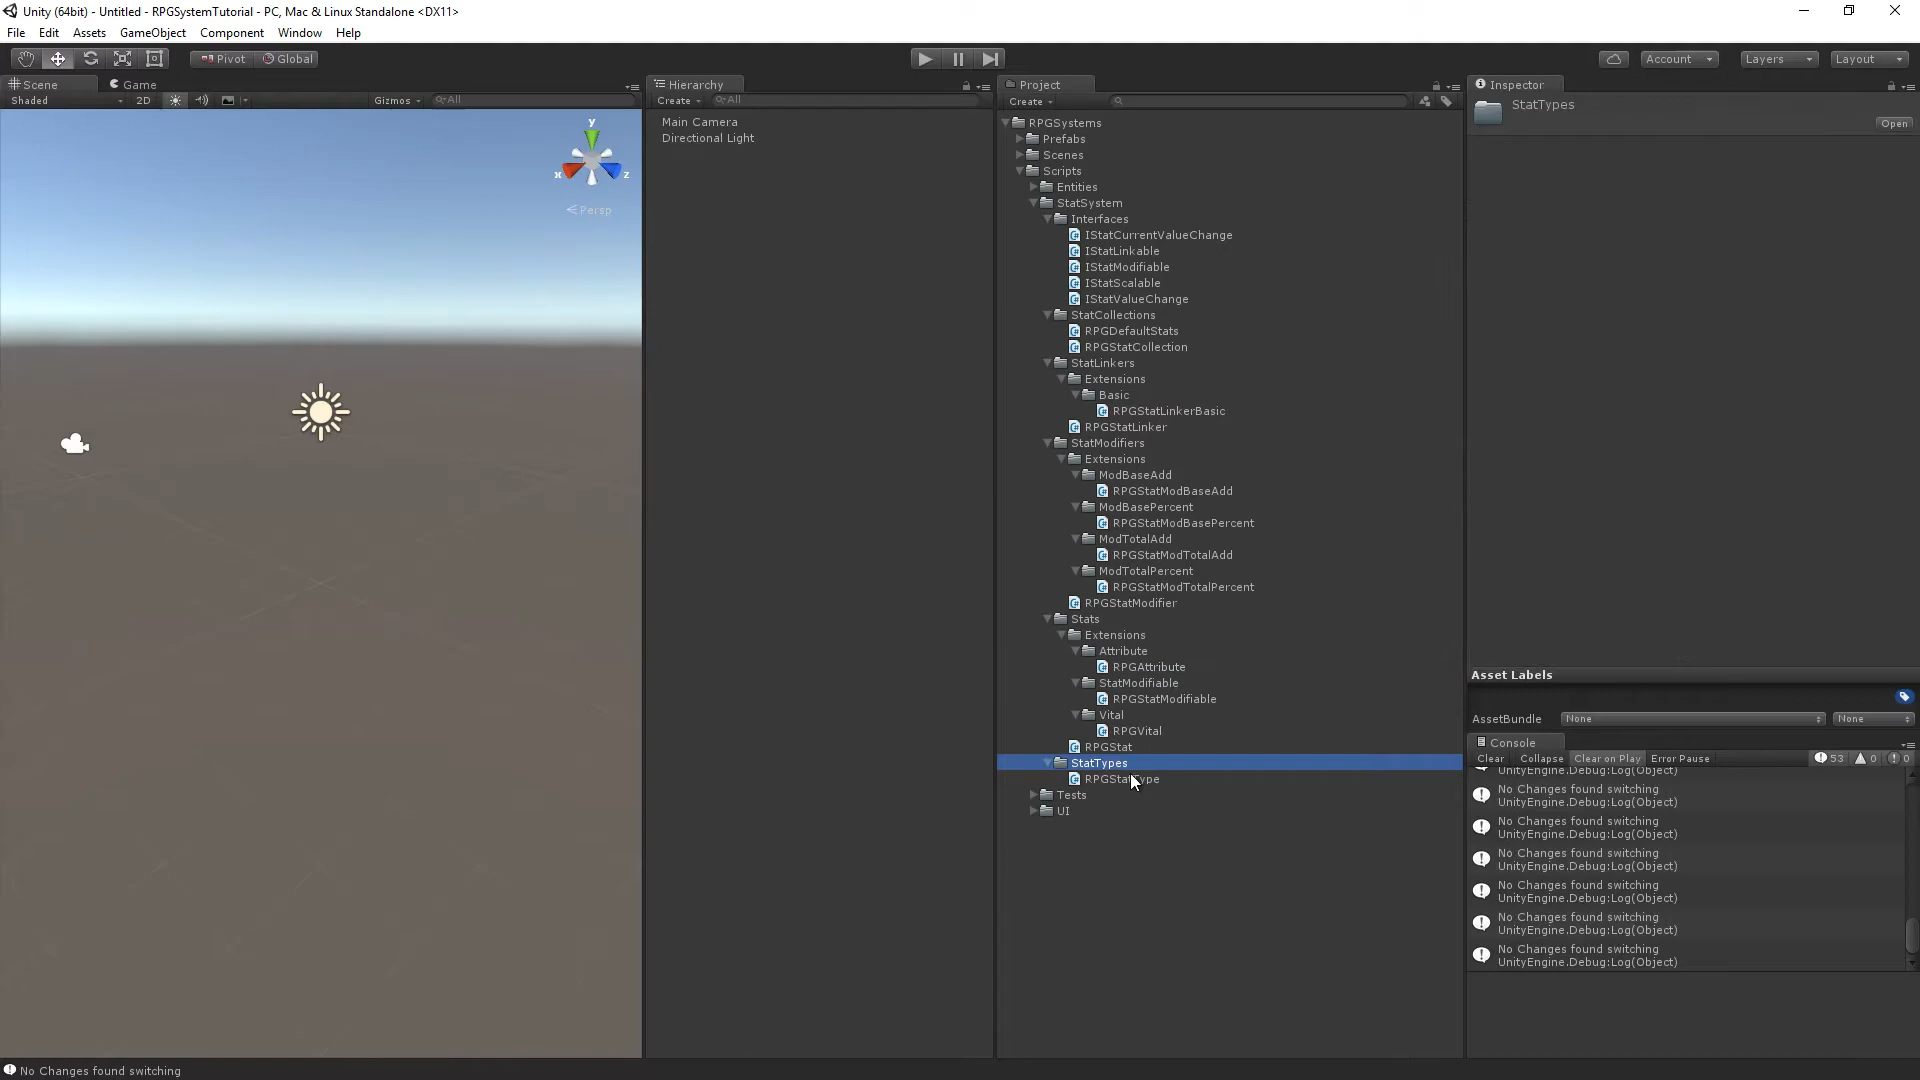 Unity (64bit) - Untitled - RPGSystemTutorial - PC, Mac & Linux Standalone <DX11>
File Edit Assets GameObject Component Window Help
Pivot Global Account Layers Layout
Scene Game
Shaded 2D Gizmos All
y
x z
Persp
Hierarchy
Create All
Main Camera
Directional Light
Project
Create
RPGSystems
Prefabs
Scenes
Scripts
Entities
StatSystem
Interfaces
IStatCurrentValueChange
IStatLinkable
IStatModifiable
IStatScalable
IStatValueChange
StatCollections
RPGDefaultStats
RPGStatCollection
StatLinkers
Extensions
Basic
RPGStatLinkerBasic
RPGStatLinker
StatModifiers
Extensions
ModBaseAdd
RPGStatModBaseAdd
ModBasePercent
RPGStatModBasePercent
ModTotalAdd
RPGStatModTotalAdd
ModTotalPercent
RPGStatModTotalPercent
RPGStatModifier
Stats
Extensions
Attribute
RPGAttribute
StatModifiable
RPGStatModifiable
Vital
RPGVital
RPGStat
StatTypes
RPGStatType
Tests
UI
Inspector
StatTypes
Open
Asset Labels
AssetBundle None None
Console
Clear Collapse Clear on Play Error Pause 53 0 0
UnityEngine.Debug:Log(Object)
No Changes found switching
UnityEngine.Debug:Log(Object)
No Changes found switching
UnityEngine.Debug:Log(Object)
No Changes found switching
UnityEngine.Debug:Log(Object)
No Changes found switching
UnityEngine.Debug:Log(Object)
No Changes found switching
UnityEngine.Debug:Log(Object)
No Changes found switching
UnityEngine.Debug:Log(Object)
No Changes found switching